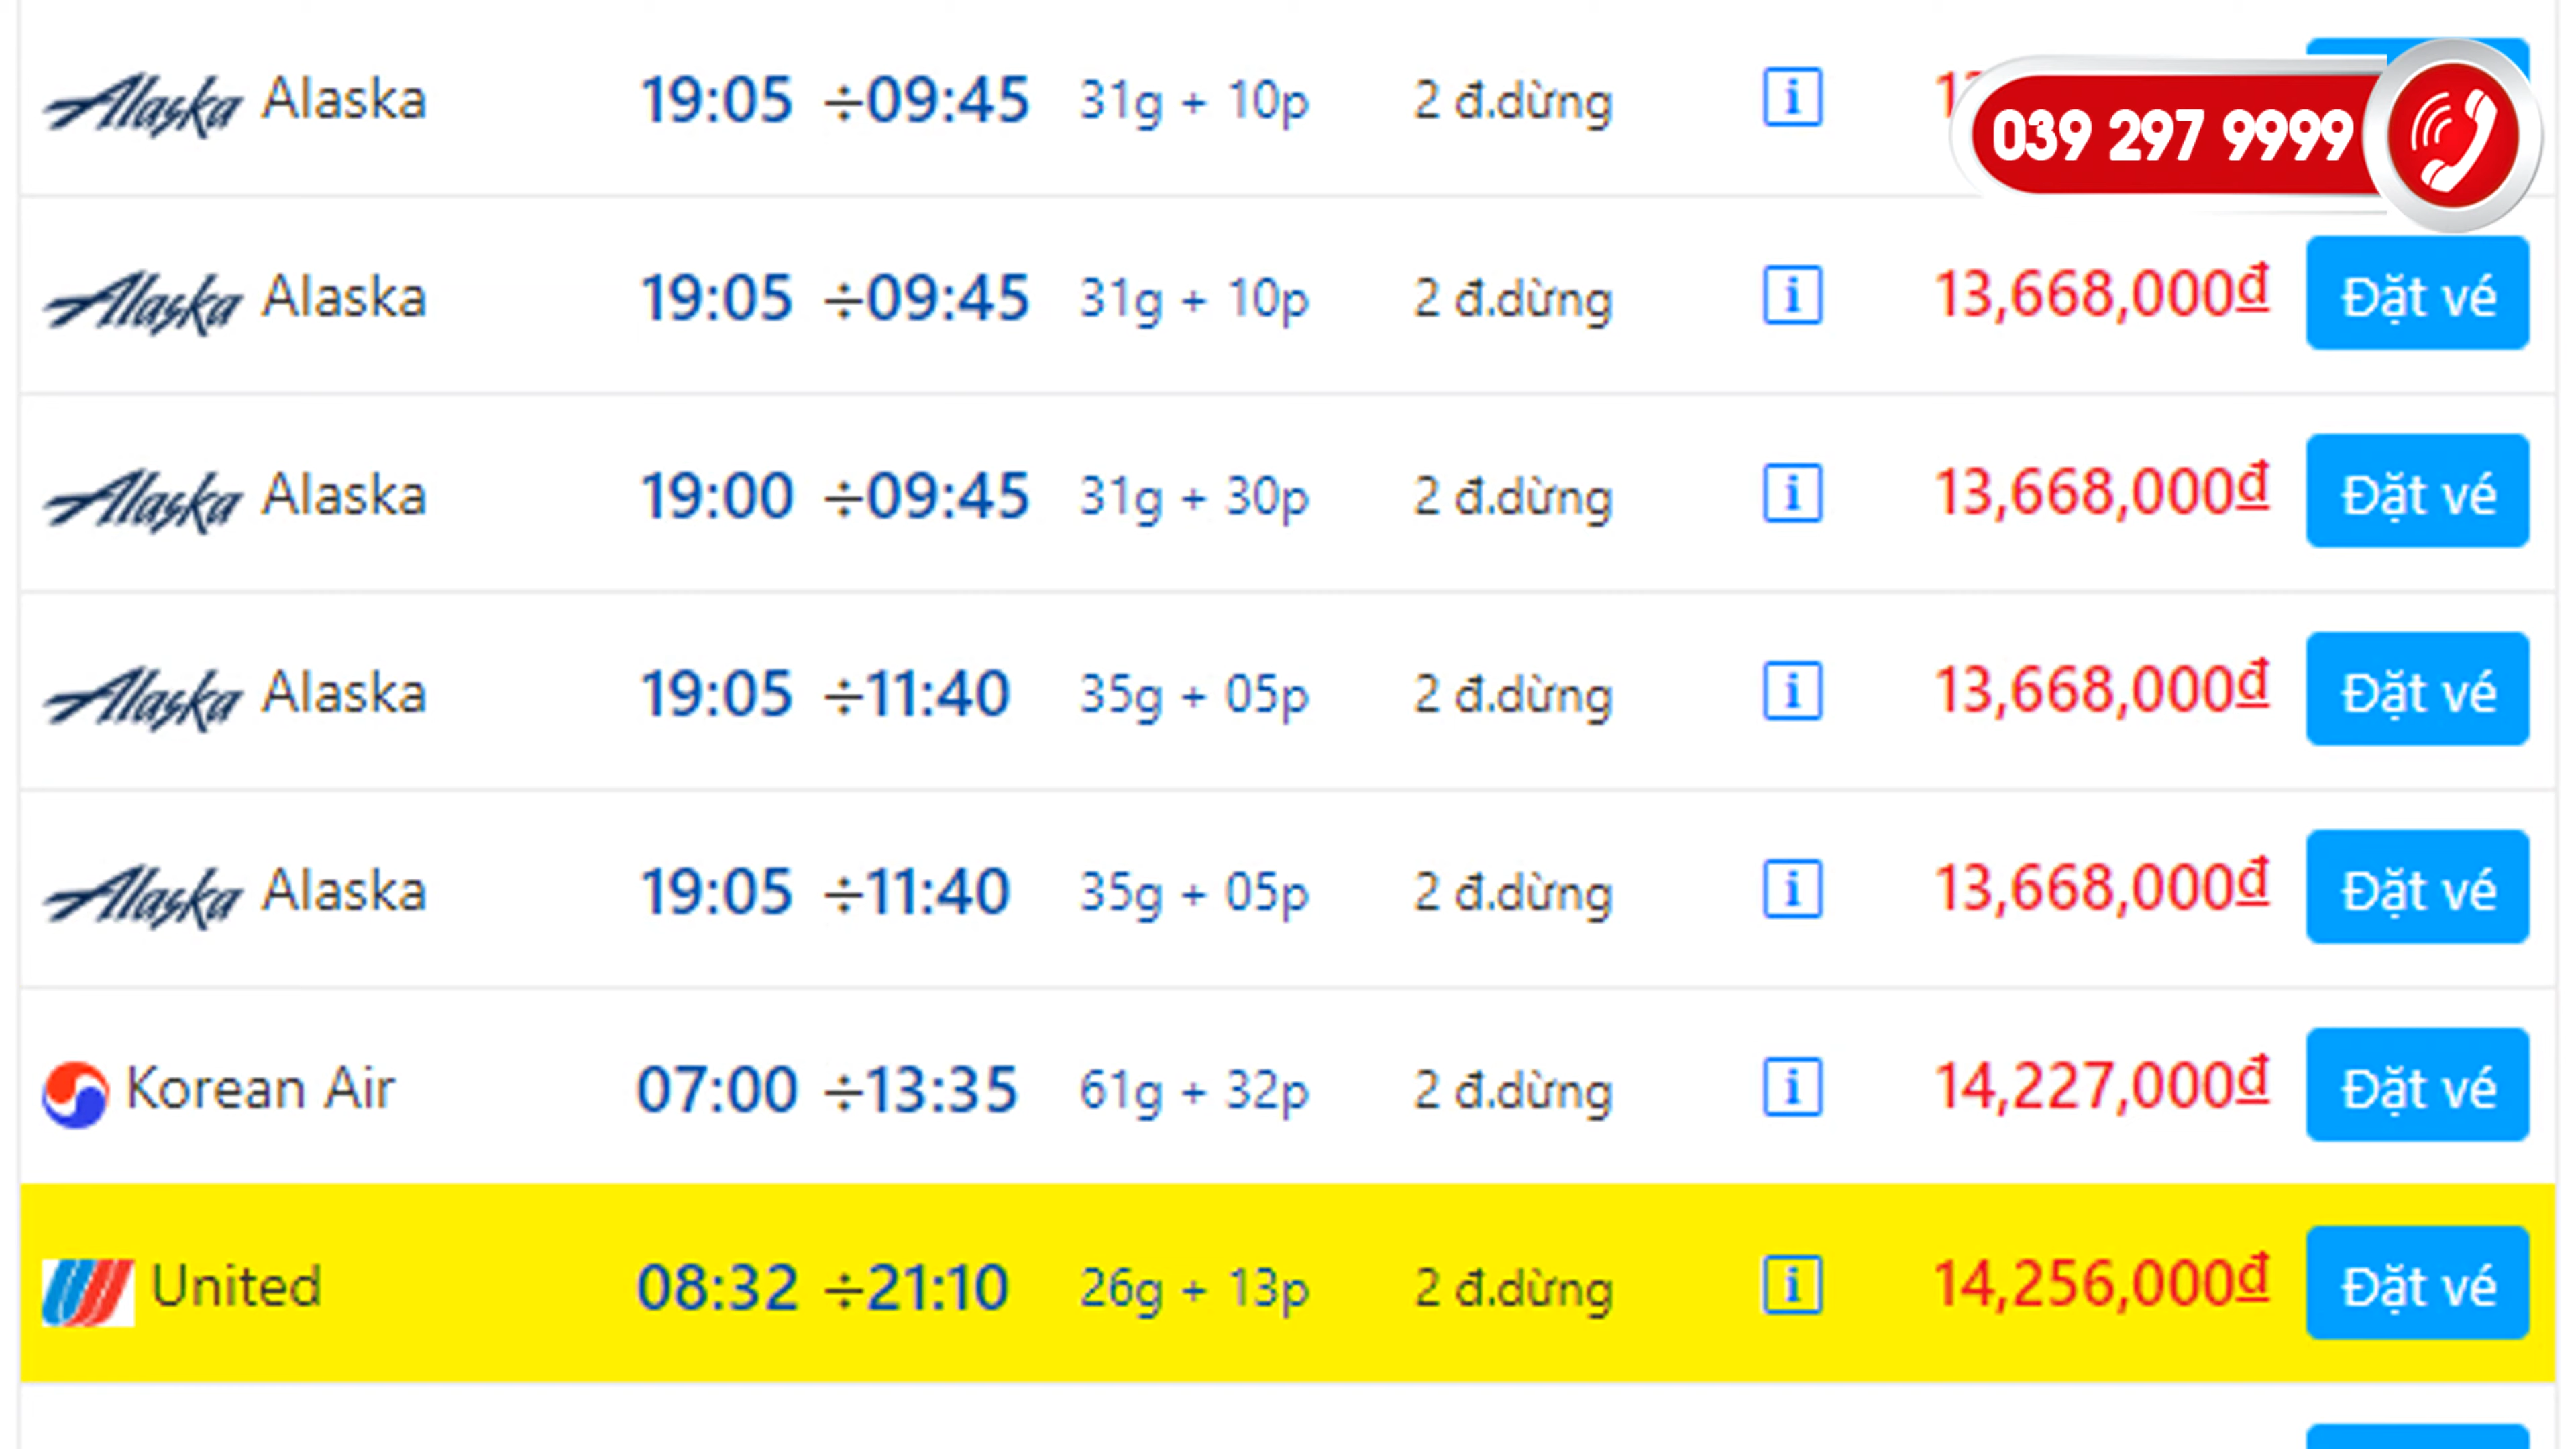 Alaska Alaska 19:05 ÷09:45 31g + 10p 2 đ.dừng i
039 297 9999
Alaska Alaska 19:05 ÷09:45 31g + 10p 2 đ.dừng i 13,668,000đ Đặt vé
Alaska Alaska 19:00 ÷09:45 31g + 30p 2 đ.dừng i 13,668,000đ Đặt vé
Alaska Alaska 19:05 ÷11:40 35g + 05p 2 đ.dừng i 13,668,000đ Đặt vé
Alaska Alaska 19:05 ÷11:40 35g + 05p 2 đ.dừng i 13,668,000đ Đặt vé
Korean Air 07:00 ÷13:35 61g + 32p 2 đ.dừng i 14,227,000đ Đặt vé
United 08:32 ÷21:10 26g + 13p 2 đ.dừng i 14,256,000đ Đặt vé